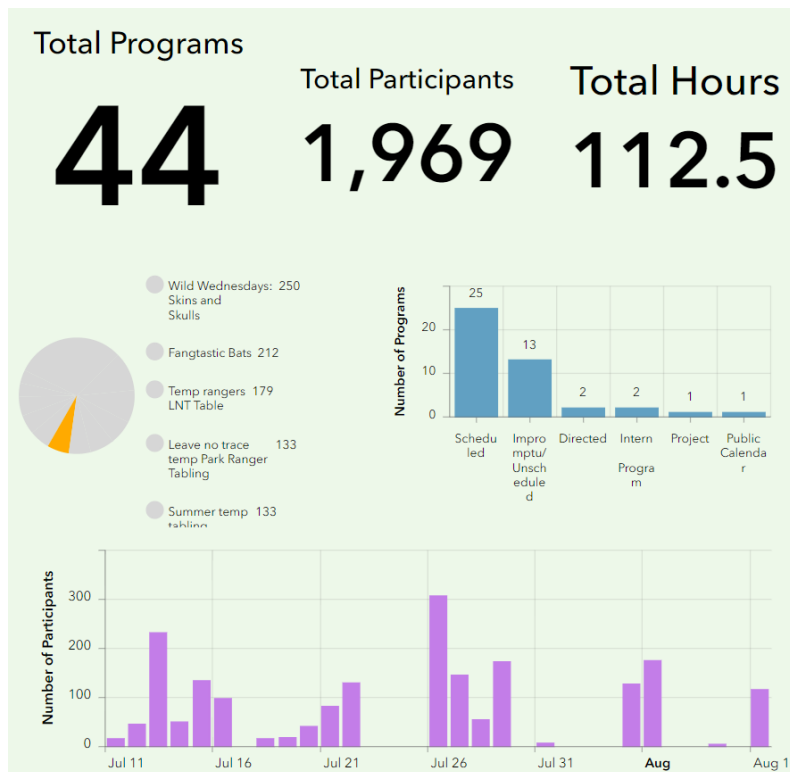 Total Programs
44
Total Participants
1,969
Total Hours
112.5
Wild Wednesdays: 250
Skins and
Skulls
Fangtastic Bats 212
Temp rangers 179
LNT Table
Leave no trace 133
temp Park Ranger
Tabling
Summer temp 133
tabling
Number of Programs
20
10
0
25
13
2
2
1
1
Schedu
led
Impro
mptu/
Unsch
edule
d
Directed
Intern
Progra
m
Project
Public
Calenda
r
Number of Participants
300
200
100
0
Jul 11
Jul 16
Jul 21
Jul 26
Jul 31
Aug
Aug 1